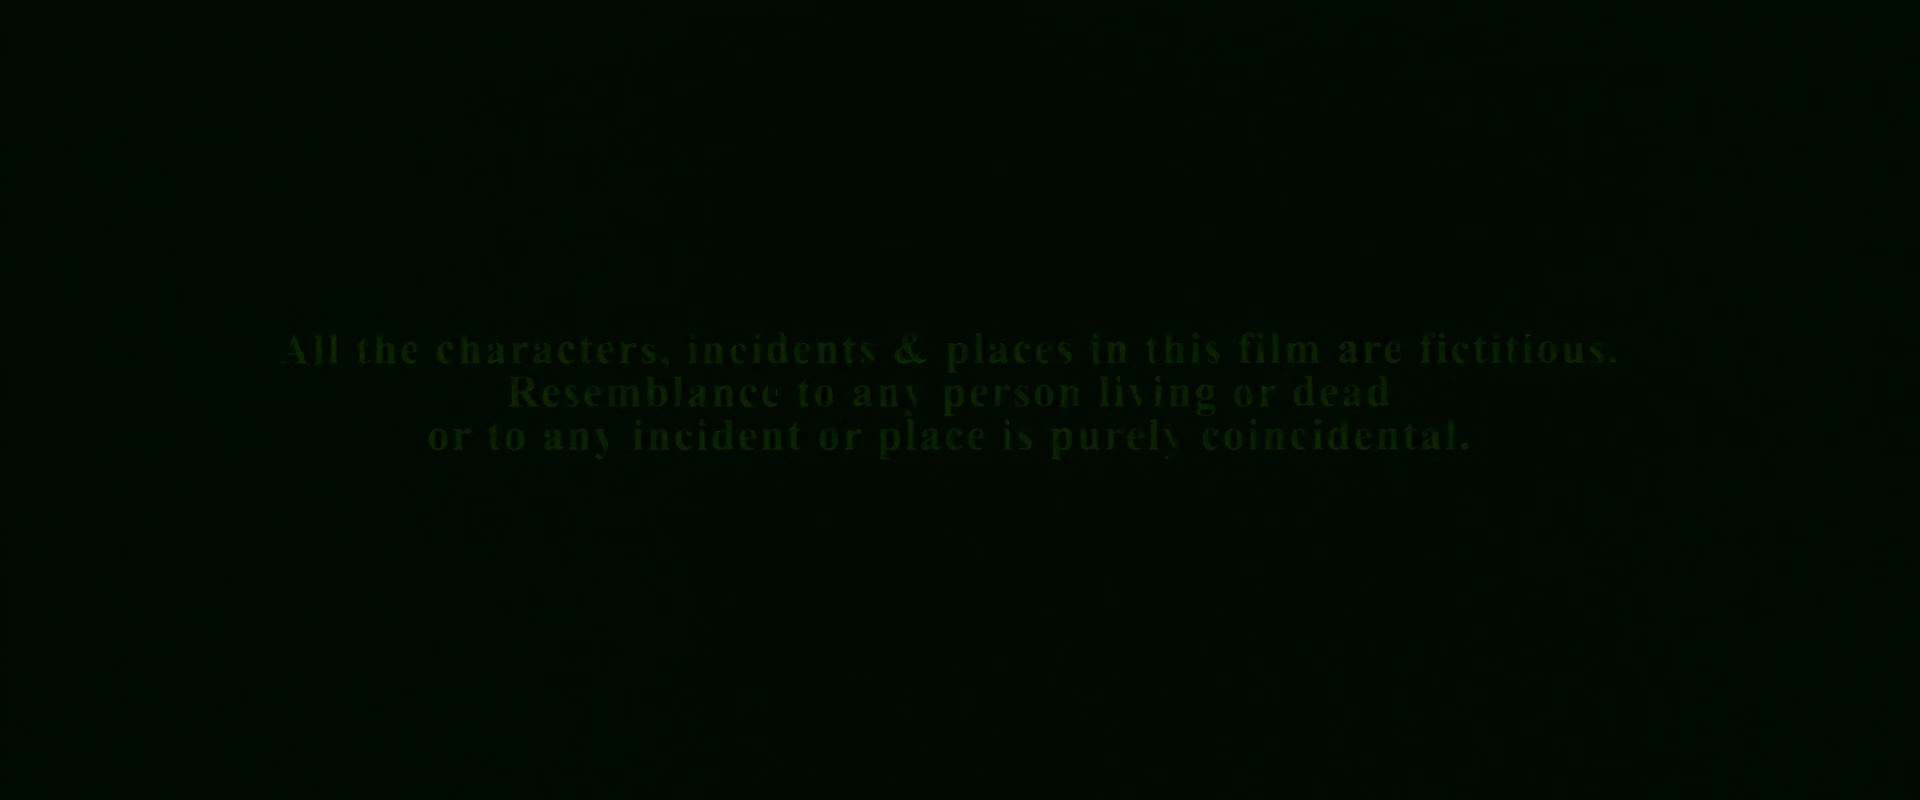 All the characters, incidents & places in this film are fictitious.
Resemblance to any person living or dead
or to any incident or place is purely coincidental.